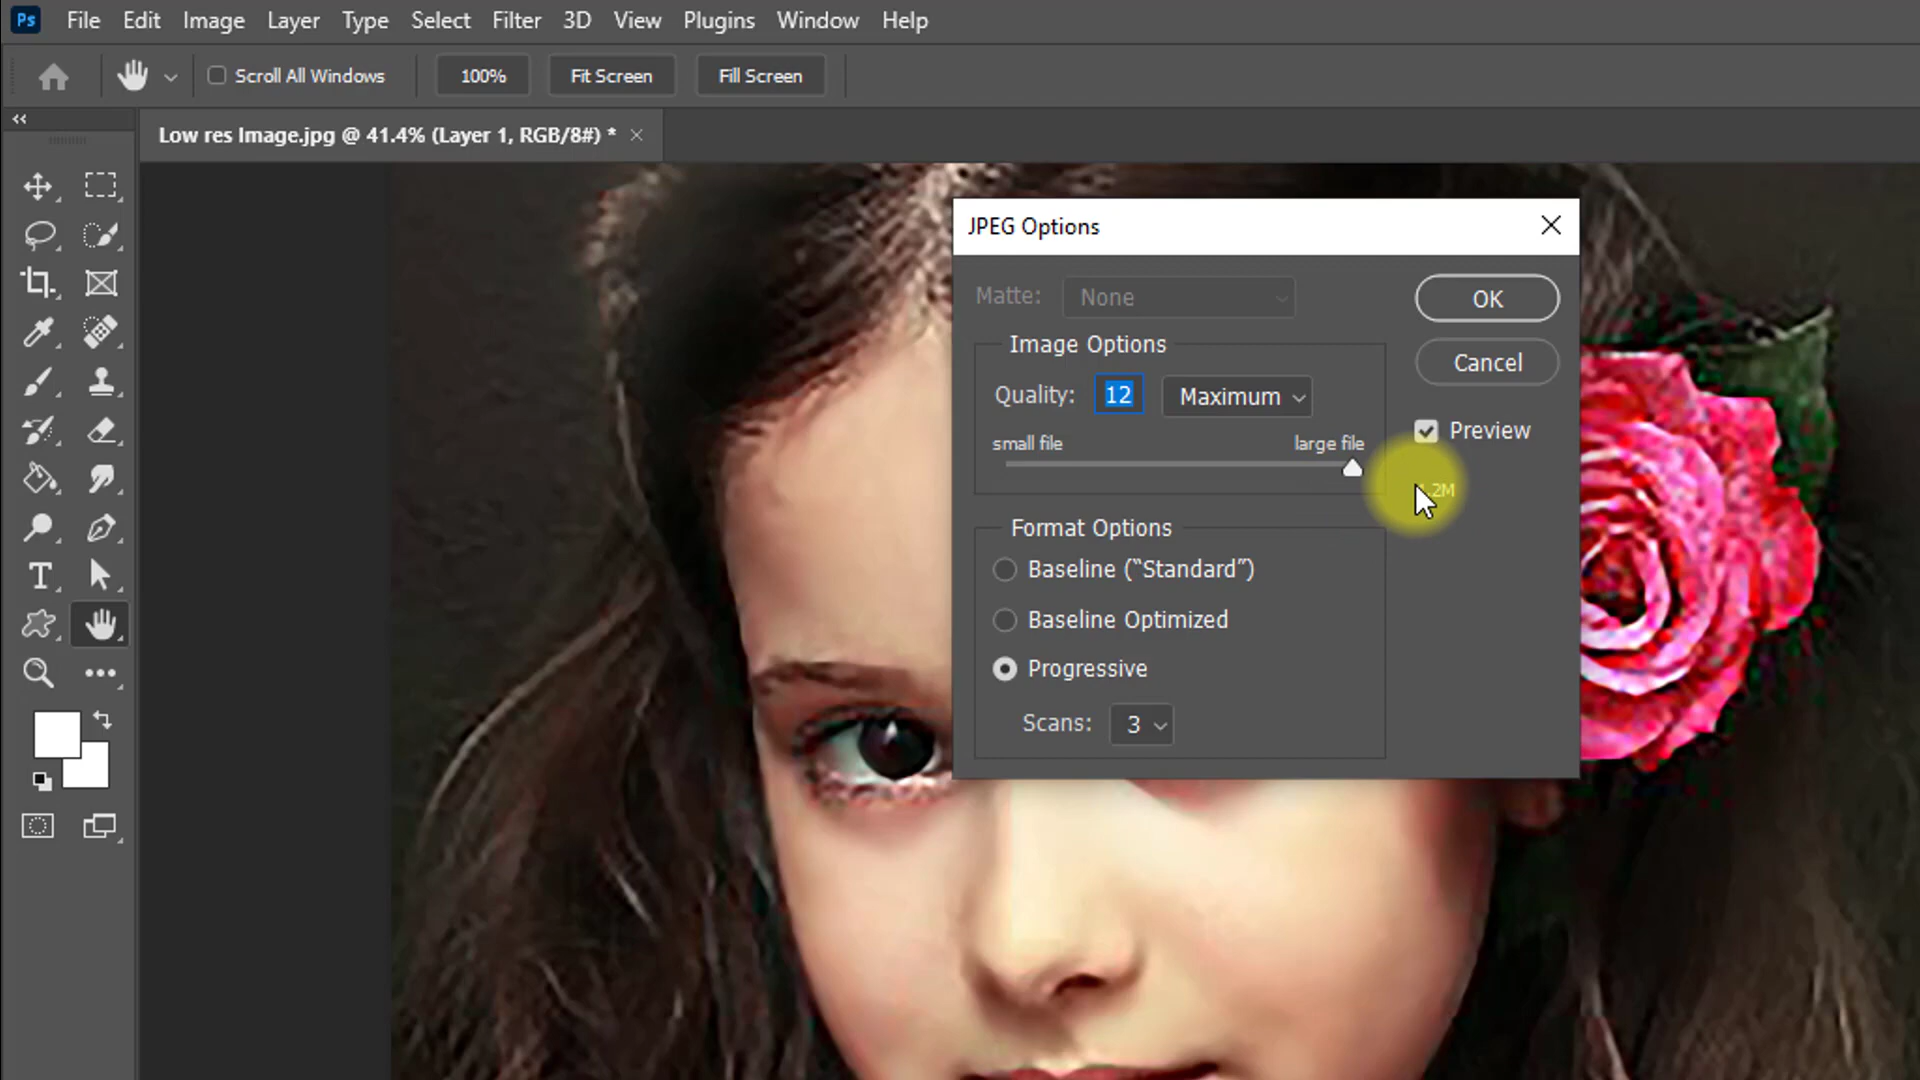 Ps File Edit Image Layer Type Select Filter 3D View Plugins Window Help
Scroll All Windows 100% Fit Screen Fill Screen
Low res Image.jpg @ 41.4% (Layer 1, RGB/8#) *
JPEG Options
Matte: None
OK
Image Options
Cancel
Quality: 12 Maximum
Preview
small file large file
Format Options
Baseline (“Standard”)
Baseline Optimized
Progressive
Scans: 3